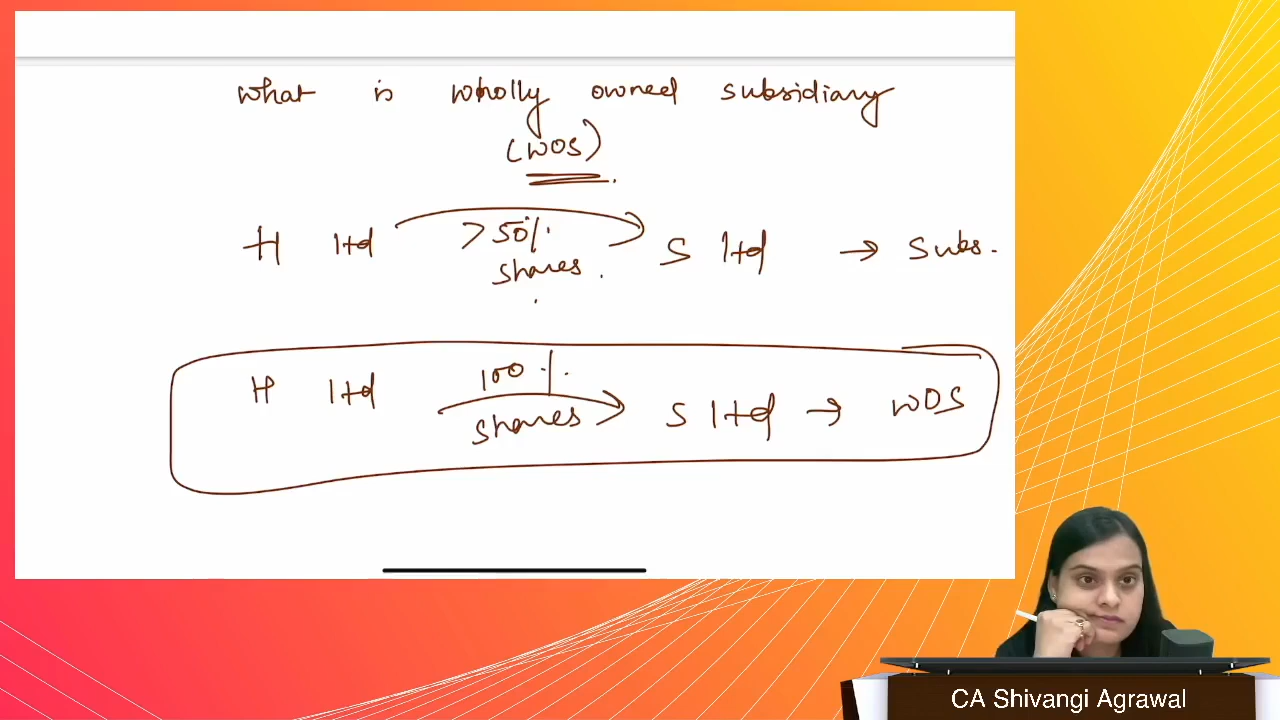 what is wholly owned subsidiary
(WOS)
H ltd >50% shares. S ltd → Subs.
H ltd 100% shares S ltd → WOS
CA Shivangi Agrawal